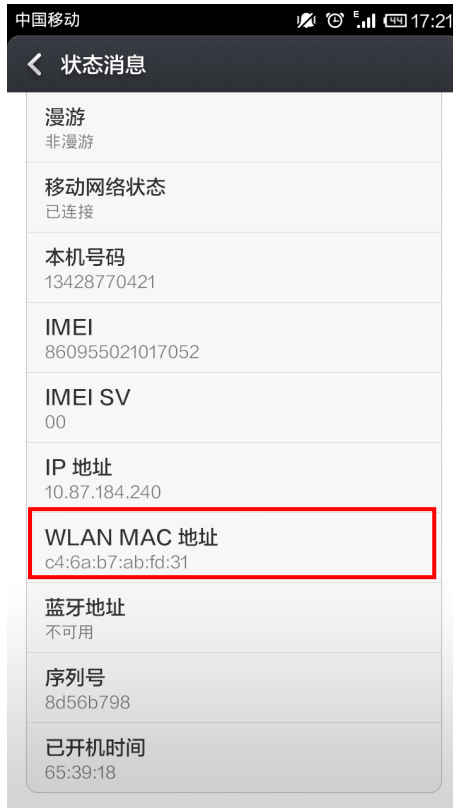 中国移动 E 44 17:21
状态消息
漫游
非漫游
移动网络状态
已连接
本机号码
13428770421
IMEI
860955021017052
IMEI SV
00
IP 地址
10.87.184.240
WLAN MAC 地址
c4:6a:b7:ab:fd:31
蓝牙地址
不可用
序列号
8d56b798
已开机时间
65:39:18